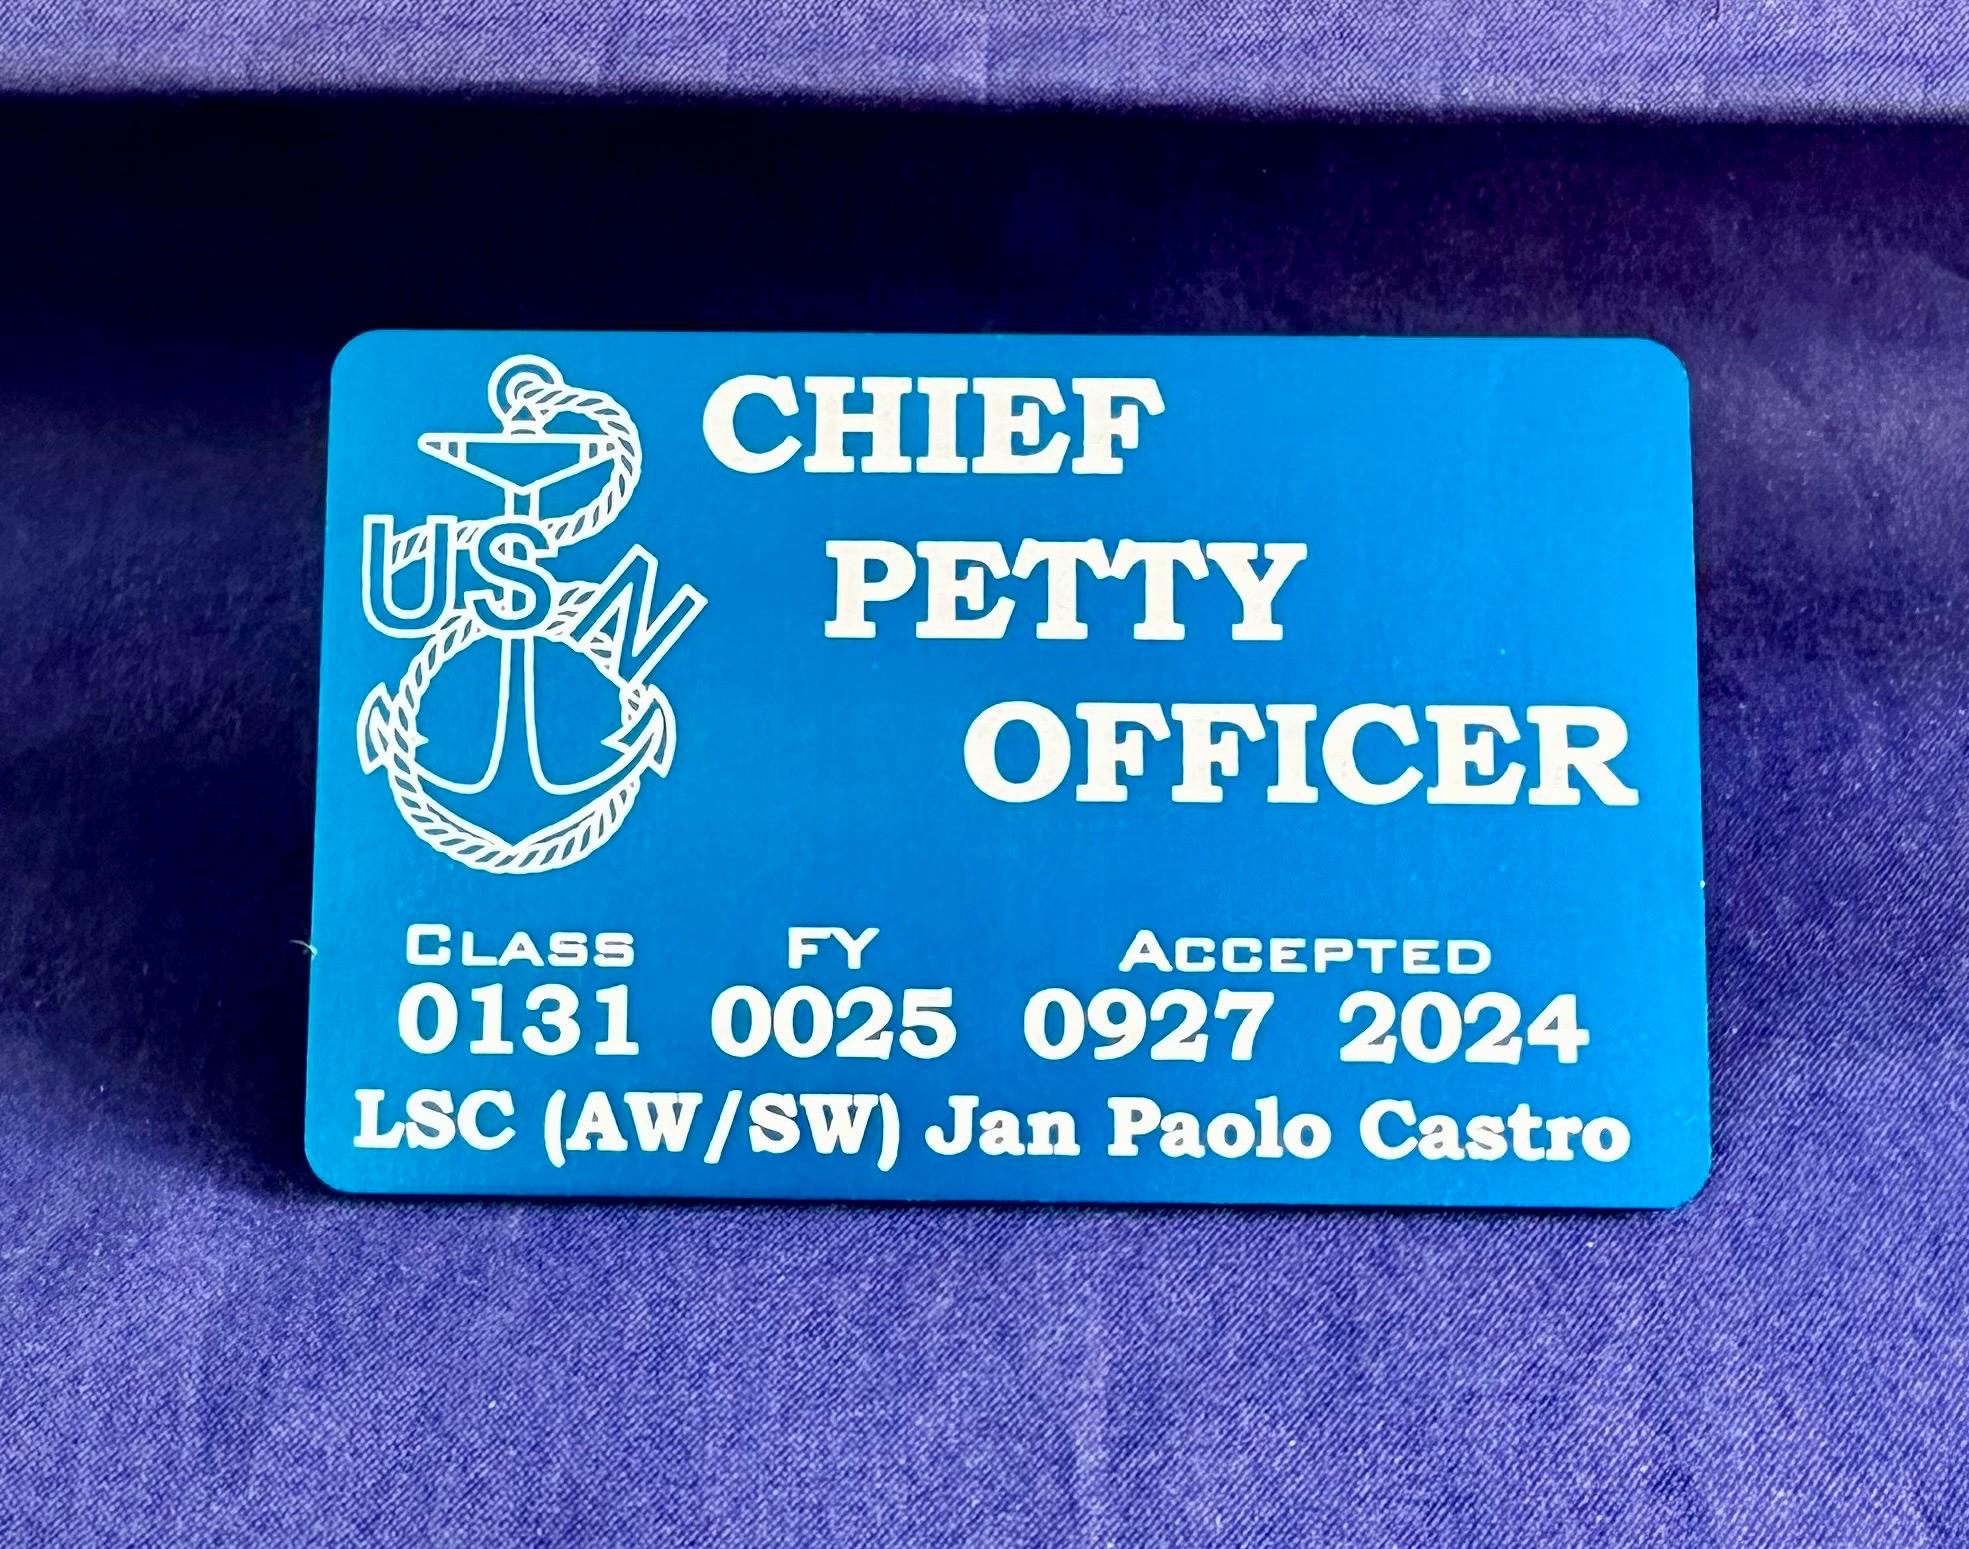 CHIEF
PETTY
OFFICER
USN
CLASS FY ACCEPTED
0131 0025 0927 2024
LSC (AW/SW) Jan Paolo Castro